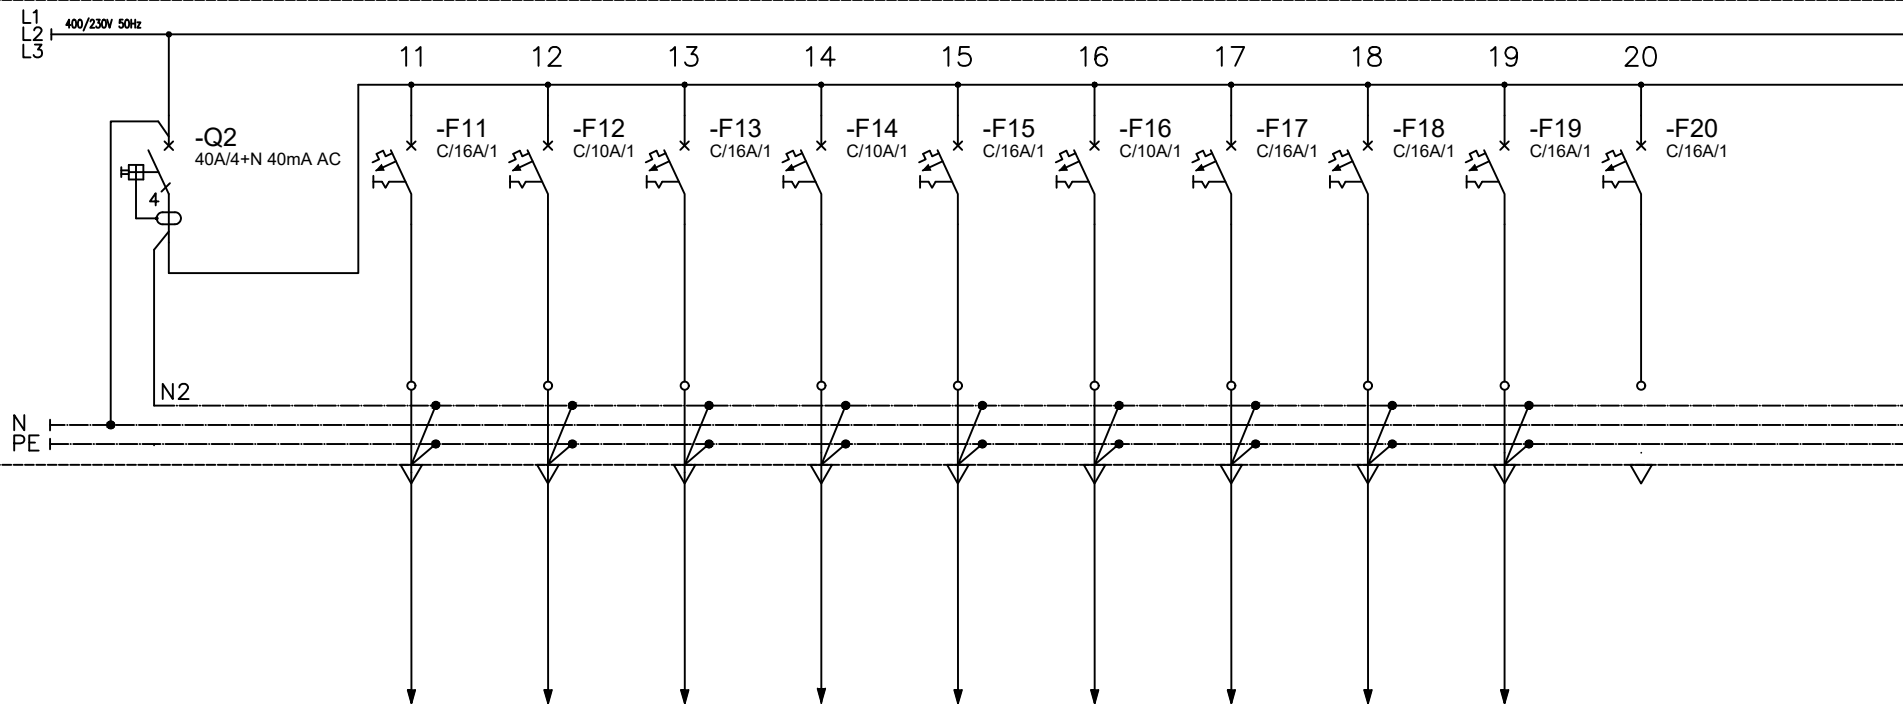 L1
400/230V 50Hz
L2
L3
11 12 13 14 15 16 17 18 19 20
-Q2
40A/4+N 40mA AC
4
-F11
C/16A/1
-F12
C/10A/1
-F13
C/16A/1
-F14
C/10A/1
-F15
C/16A/1
-F16
C/10A/1
-F17
C/16A/1
-F18
C/16A/1
-F19
C/16A/1
-F20
C/16A/1
N2
N
PE